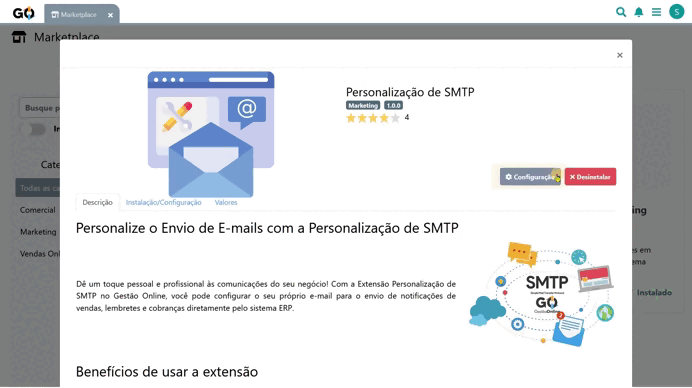 GO
Marketplace ×
S
Marketplace
×
Busque p
In
Cate
Todas as ca
Comercial
Marketing
Vendas Onl
Personalização de SMTP
Marketing 1.0.0
4
Configuração
Desinstalar
Descrição Instalação/Configuração Valores
Personalize o Envio de E-mails com a Personalização de SMTP
Dê um toque pessoal e profissional às comunicações do seu negócio! Com a Extensão Personalização de
SMTP no Gestão Online, você pode configurar o seu próprio e-mail para o envio de notificações de
vendas, lembretes e cobranças diretamente pelo sistema ERP.
SMTP
GO
GestãoOnline
ing
es em
ema
Instalado
Benefícios de usar a extensão